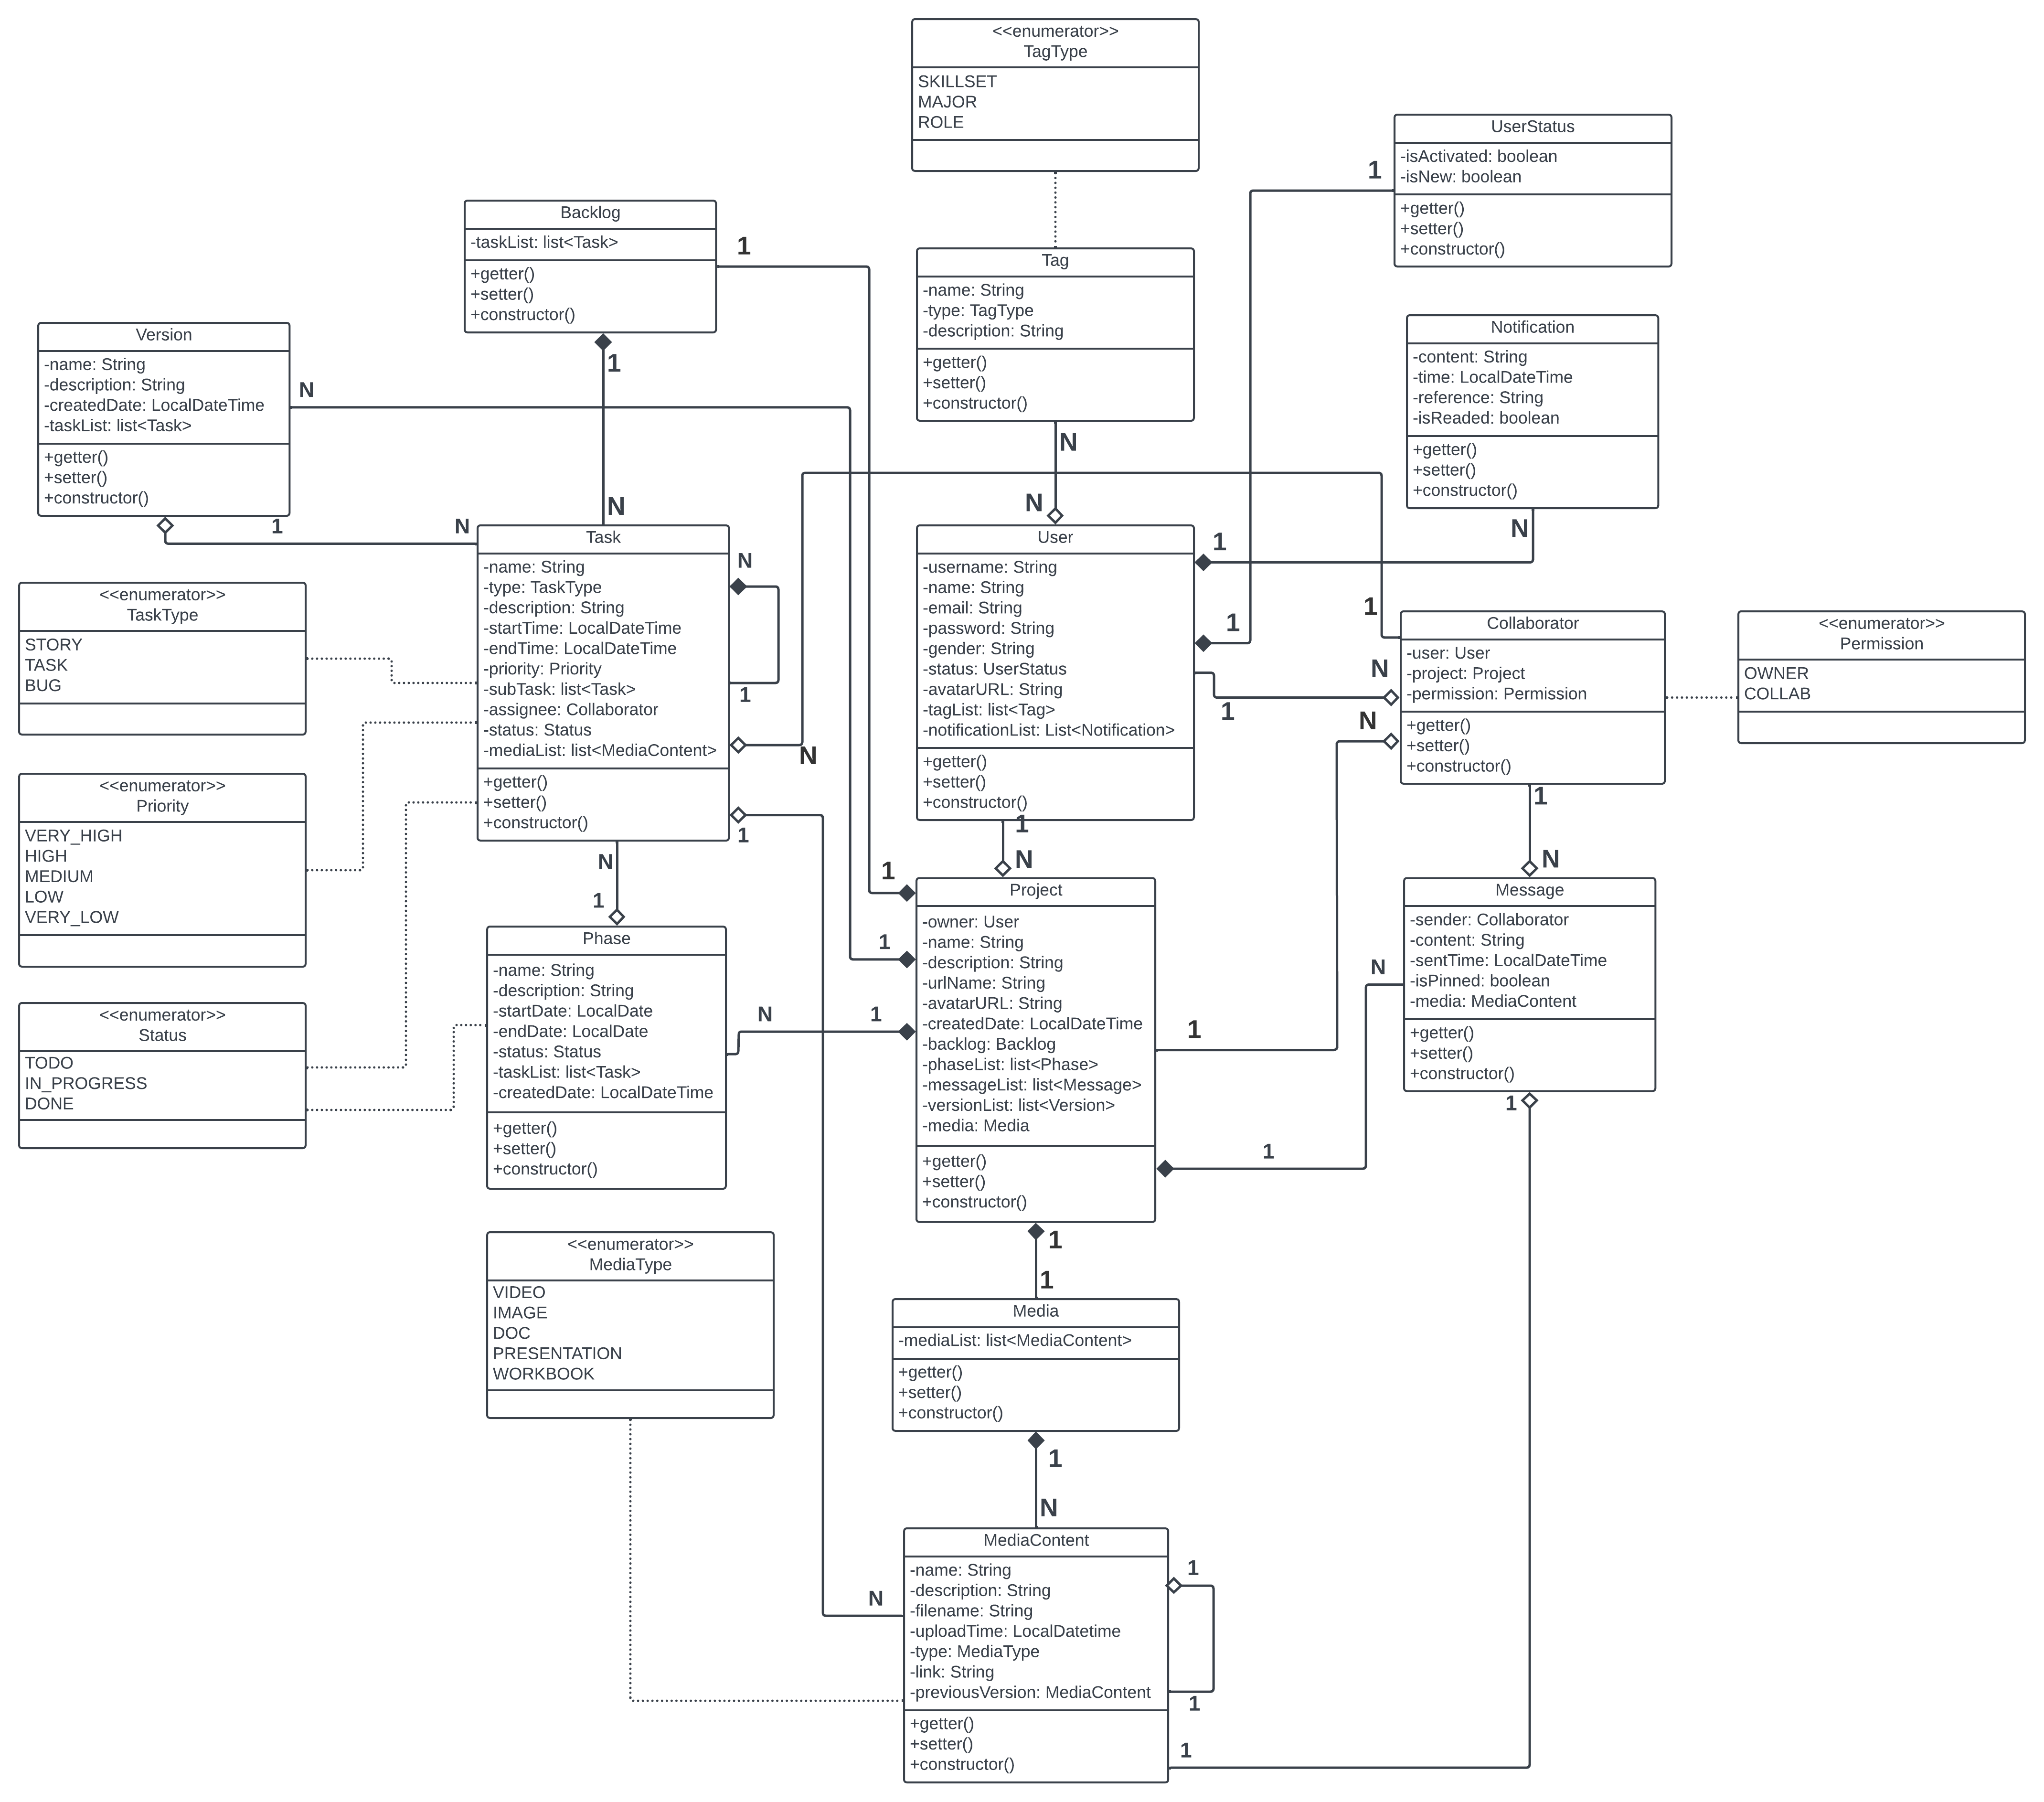 <<enumerator>>
TagType
SKILLSET
MAJOR
ROLE
UserStatus
-isActivated: boolean
-isNew: boolean
+getter()
+setter()
+constructor()
1
Backlog
-taskList: list<Task>
+getter()
+setter()
+constructor()
1
1
Tag
-name: String
-type: TagType
-description: String
+getter()
+setter()
+constructor()
N
N
Version
-name: String
-description: String
-createdDate: LocalDateTime
-taskList: list<Task>
+getter()
+setter()
+constructor()
N
1
N
N
Notification
-content: String
-time: LocalDateTime
-reference: String
-isReaded: boolean
+getter()
+setter()
+constructor()
N
Task
-name: String
-type: TaskType
-description: String
-startTime: LocalDateTime
-endTime: LocalDateTime
-priority: Priority
-subTask: list<Task>
-assignee: Collaborator
-status: Status
-mediaList: list<MediaContent>
+getter()
+setter()
+constructor()
N
1
N
1
N
1
User
-username: String
-name: String
-email: String
-password: String
-gender: String
-status: UserStatus
-avatarURL: String
-tagList: list<Tag>
-notificationList: List<Notification>
+getter()
+setter()
+constructor()
1
1
1
1
N
<<enumerator>>
TaskType
STORY
TASK
BUG
1
N
N
Collaborator
-user: User
-project: Project
-permission: Permission
+getter()
+setter()
+constructor()
1
N
<<enumerator>>
Permission
OWNER
COLLAB
<<enumerator>>
Priority
VERY_HIGH
HIGH
MEDIUM
LOW
VERY_LOW
<<enumerator>>
Status
TODO
IN_PROGRESS
DONE
Phase
-name: String
-description: String
-startDate: LocalDate
-endDate: LocalDate
-status: Status
-taskList: list<Task>
-createdDate: LocalDateTime
+getter()
+setter()
+constructor()
N
1
1
1
Project
-owner: User
-name: String
-description: String
-urlName: String
-avatarURL: String
-createdDate: LocalDateTime
-backlog: Backlog
-phaseList: list<Phase>
-messageList: list<Message>
-versionList: list<Version>
-media: Media
+getter()
+setter()
+constructor()
1
1
N
1
1
Message
-sender: Collaborator
-content: String
-sentTime: LocalDateTime
-isPinned: boolean
-media: MediaContent
+getter()
+setter()
+constructor()
1
<<enumerator>>
MediaType
VIDEO
IMAGE
DOC
PRESENTATION
WORKBOOK
Media
-mediaList: list<MediaContent>
+getter()
+setter()
+constructor()
1
N
N
MediaContent
-name: String
-description: String
-filename: String
-uploadTime: LocalDatetime
-type: MediaType
-link: String
-previousVersion: MediaContent
+getter()
+setter()
+constructor()
1
1
1